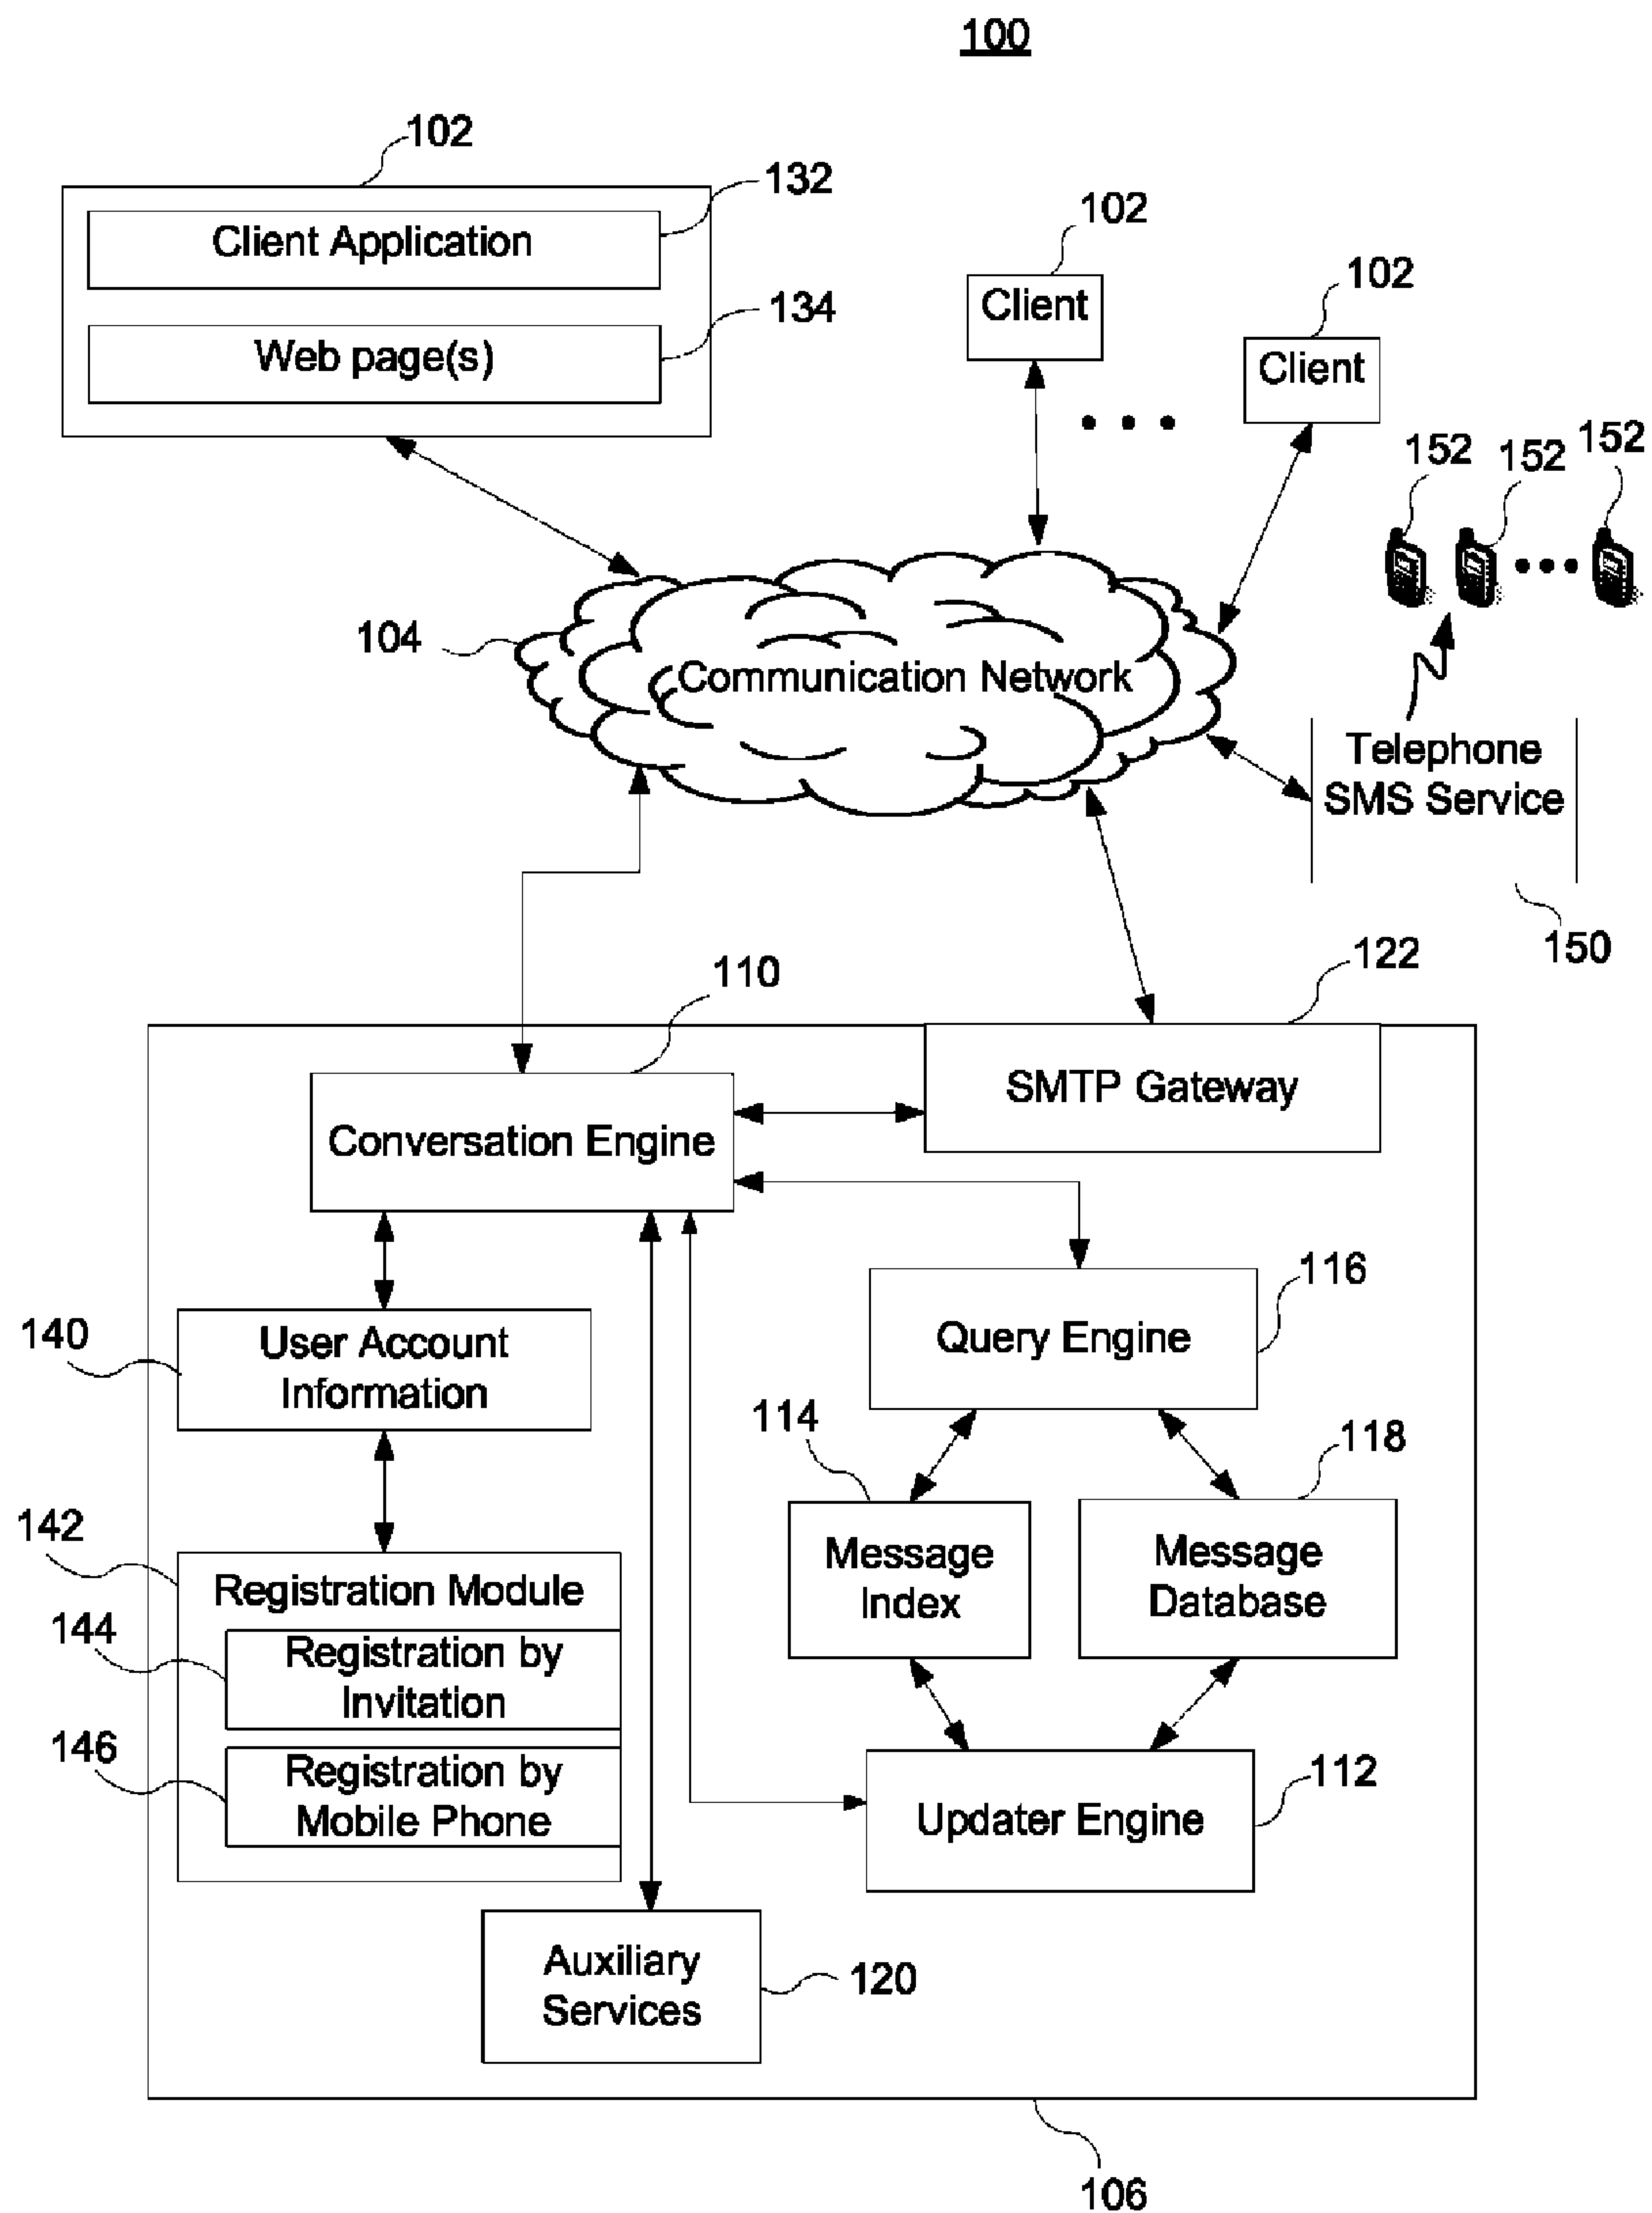 100
102
132
Client Application
134
Web page(s)
102
Client
102
Client
152
152
152
104
Communication Network
Telephone
SMS Service
150
110
122
SMTP Gateway
Conversation Engine
116
Query Engine
140
User Account
Information
114
118
Message
Index
Message
Database
142
Registration Module
144
Registration by
Invitation
146
Registration by
Mobile Phone
112
Updater Engine
Auxiliary
Services
120
106